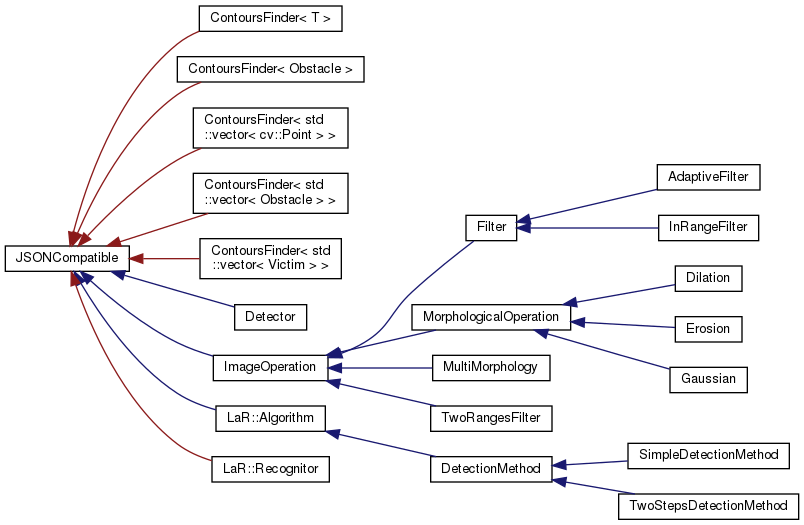 ContoursFinder< T >
ContoursFinder< Obstacle >
ContoursFinder< std
::vector< cv::Point > >
ContoursFinder< std
::vector< Obstacle > >
ContoursFinder< std
::vector< Victim > >
JSONCompatible
Detector
ImageOperation
LaR::Algorithm
LaR::Recognitor
Filter
MorphologicalOperation
MultiMorphology
TwoRangesFilter
DetectionMethod
AdaptiveFilter
InRangeFilter
Dilation
Erosion
Gaussian
SimpleDetectionMethod
TwoStepsDetectionMethod